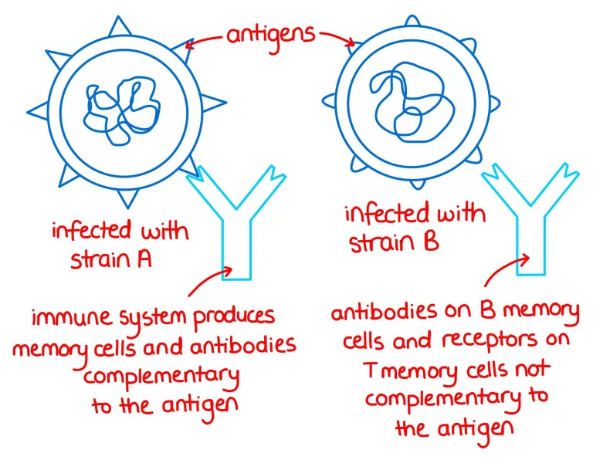 antigens
infected with
strain A
immune system produces
memory cells and antibodies
complementary
to the antigen
infected with
strain B
antibodies on B memory
cells and receptors on
T memory cells not
complementary to
the antigen